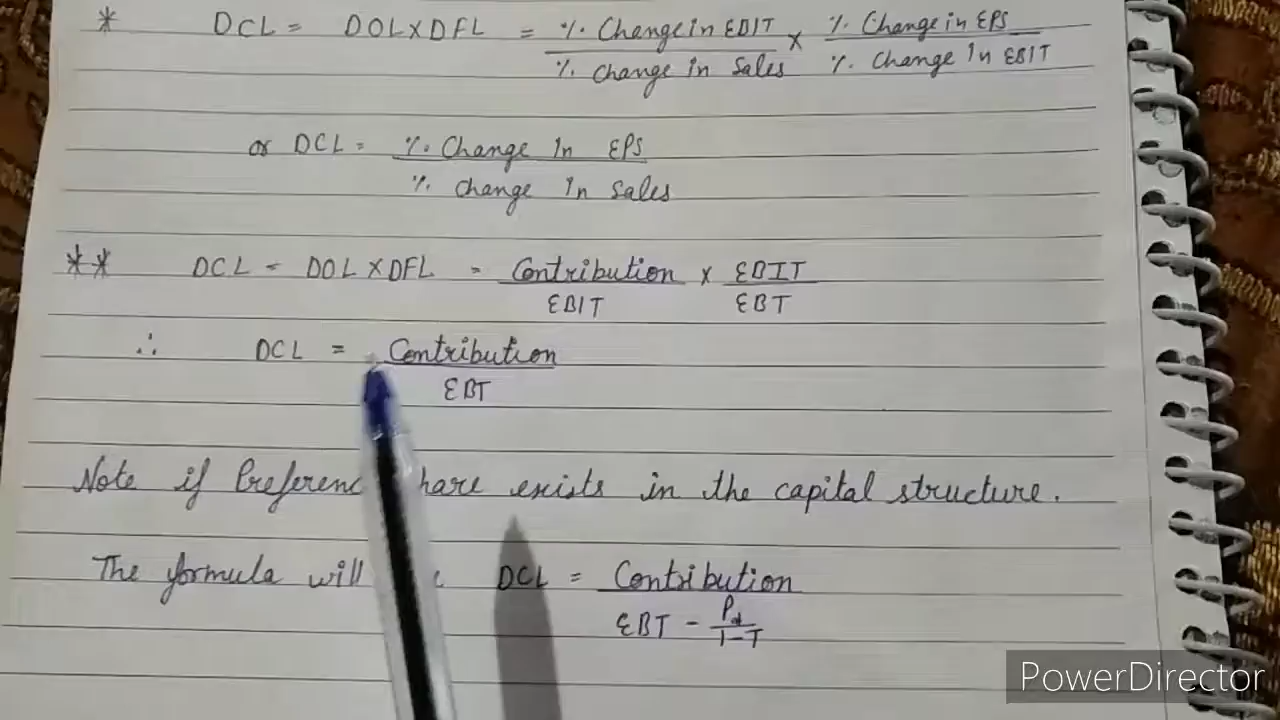 * DCL = DOL X DFL = % Change in EBIT / % Change in Sales X % Change in EPS / % Change In EBIT
or DCL = % Change In EPS / % Change In Sales
** DCL = DOL X DFL = Contribution / EBIT X EBIT / EBT
∴ DCL = Contribution / EBT
Note if Preferenc hare exists in the capital structure.
The formula will DCL = Contribution / EBT - Pd / 1-T
PowerDirector